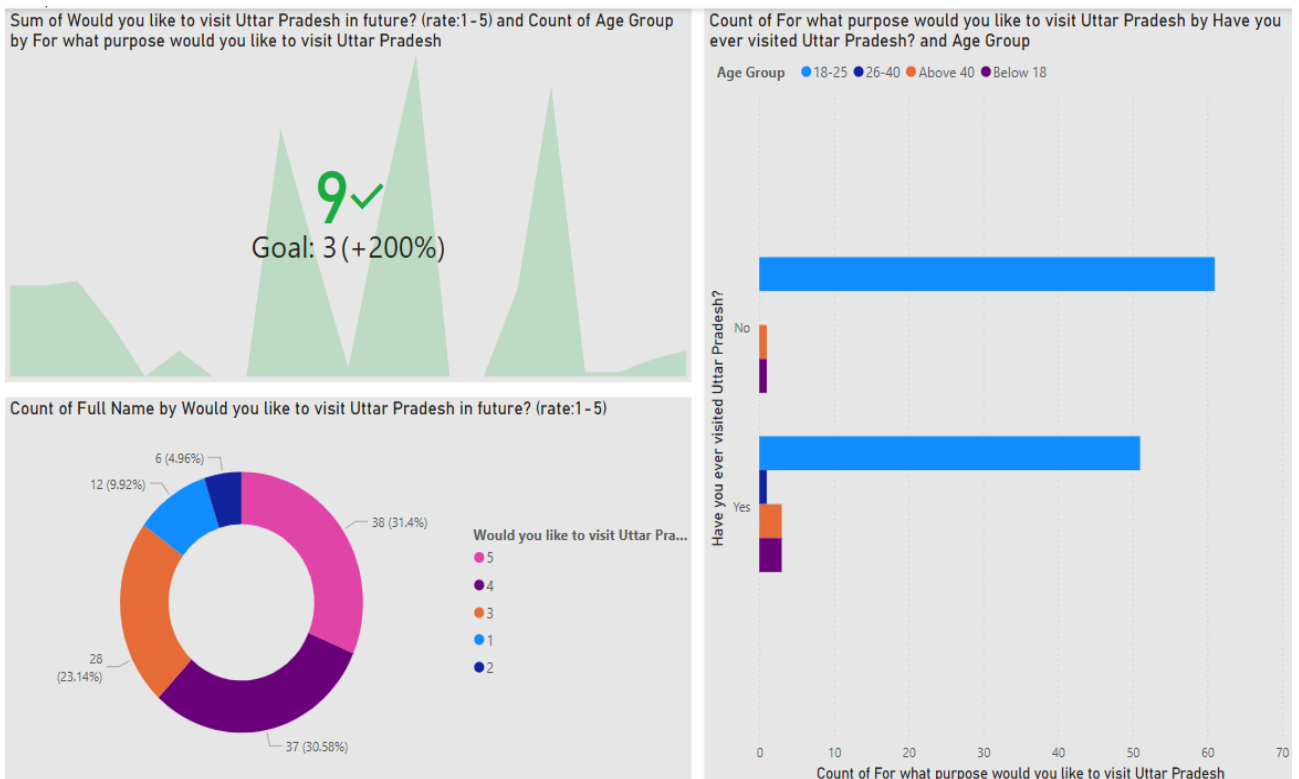 Sum of Would you like to visit Uttar Pradesh in future? (rate:1-5) and Count of Age Group
by For what purpose would you like to visit Uttar Pradesh
9
Goal: 3 (+200%)
Count of Full Name by Would you like to visit Uttar Pradesh in future? (rate:1-5)
6 (4.96%)
12 (9.92%)
38 (31.4%)
28
(23.14%)
37 (30.58%)
Would you like to visit Uttar Pra...
5
4
3
1
2
Count of For what purpose would you like to visit Uttar Pradesh by Have you
ever visited Uttar Pradesh? and Age Group
Age Group 18-25 26-40 Above 40 Below 18
Have you ever visited Uttar Pradesh?
No
Yes
0 10 20 30 40 50 60 70
Count of For what purpose would you like to visit Uttar Pradesh